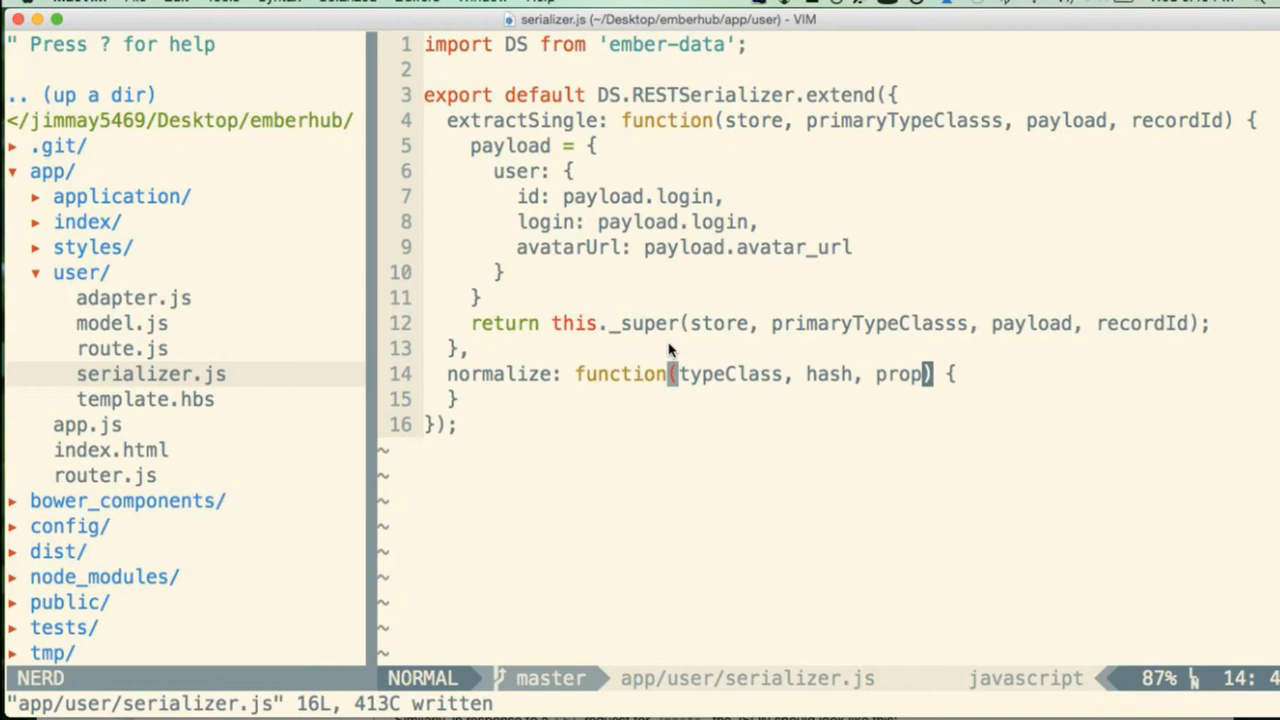 serializer.js (~/Desktop/emberhub/app/user) - VIM
" Press ? for help
.. (up a dir)
</jimmay5469/Desktop/emberhub/
▸ .git/
▾ app/
▸ application/
▸ index/
▸ styles/
▾ user/
adapter.js
model.js
route.js
serializer.js
template.hbs
app.js
index.html
router.js
▸ bower_components/
▸ config/
▸ dist/
▸ node_modules/
▸ public/
▸ tests/
▸ tmp/
1 import DS from 'ember-data';
2
3 export default DS.RESTSerializer.extend({
4 extractSingle: function(store, primaryTypeClasss, payload, recordId) {
5 payload = {
6 user: {
7 id: payload.login,
8 login: payload.login,
9 avatarUrl: payload.avatar_url
10 }
11 }
12 return this._super(store, primaryTypeClasss, payload, recordId);
13 },
14 normalize: function(typeClass, hash, prop) {
15 }
16 });
~
~
~
~
~
~
~
~
~
NERD
NORMAL master app/user/serializer.js javascript 87% 14: 4
"app/user/serializer.js" 16L, 413C written